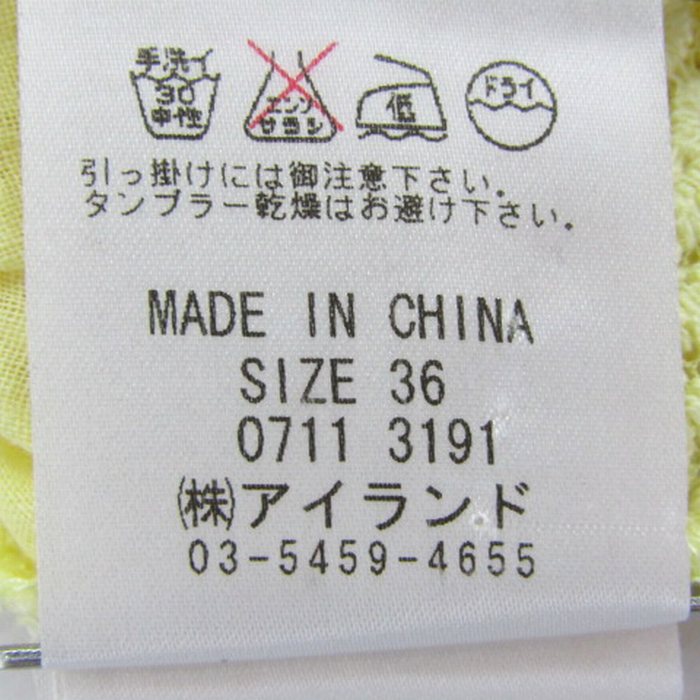 手洗イ
30
中性
エンソ
サラシ
低
ドライ
引っ掛けには御注意下さい。
タンブラー乾燥はお避け下さい。
MADE IN CHINA
SIZE 36
0711 3191
㈱アイランド
03-5459-4655